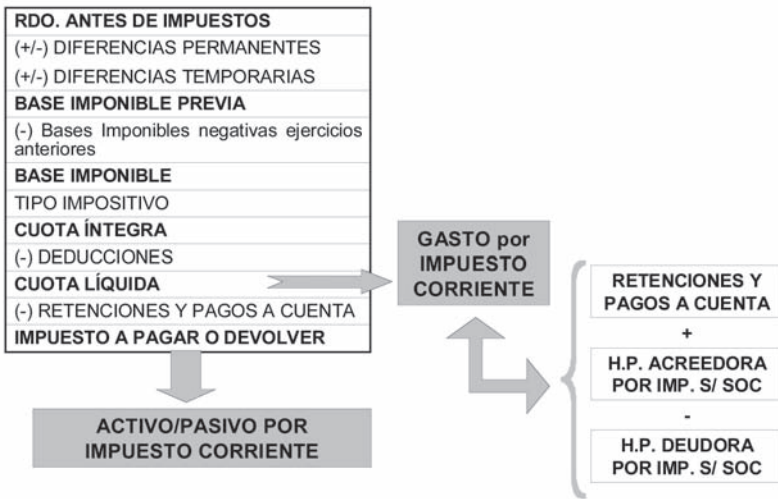 RDO. ANTES DE IMPUESTOS
(+/-) DIFERENCIAS PERMANENTES
(+/-) DIFERENCIAS TEMPORARIAS
BASE IMPONIBLE PREVIA
(-) Bases Imponibles negativas ejercicios
anteriores
BASE IMPONIBLE
TIPO IMPOSITIVO
CUOTA ÍNTEGRA
(-) DEDUCCIONES
CUOTA LÍQUIDA
(-) RETENCIONES Y PAGOS A CUENTA
IMPUESTO A PAGAR O DEVOLVER
ACTIVO/PASIVO POR
IMPUESTO CORRIENTE
GASTO por
IMPUESTO
CORRIENTE
RETENCIONES Y
PAGOS A CUENTA
+
H.P. ACREEDORA
POR IMP. S/ SOC
-
H.P. DEUDORA
POR IMP. S/ SOC